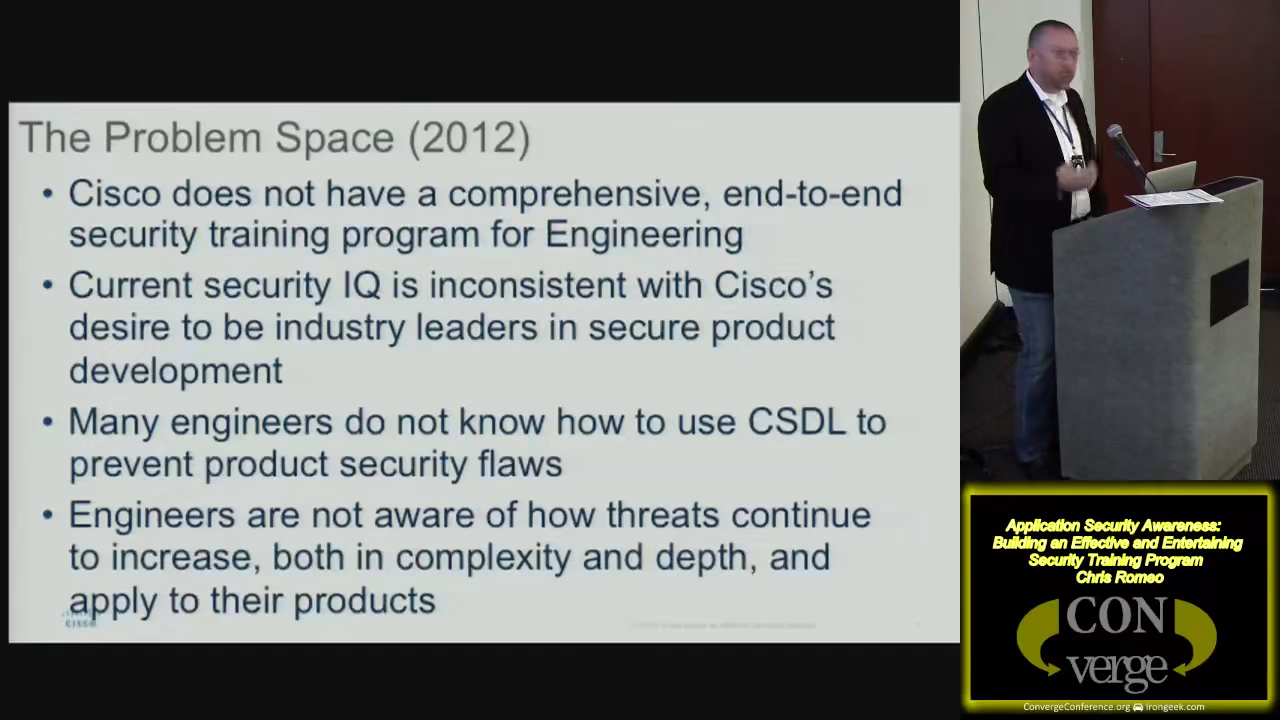 The Problem Space (2012)
• Cisco does not have a comprehensive, end-to-end
security training program for Engineering
• Current security IQ is inconsistent with Cisco's
desire to be industry leaders in secure product
development
• Many engineers do not know how to use CSDL to
prevent product security flaws
• Engineers are not aware of how threats continue
to increase, both in complexity and depth, and
apply to their products
CISCO
Application Security Awareness:
Building an Effective and Entertaining
Security Training Program
Chris Romeo
CON
verge
ConvergeConference.org Irongeek.com